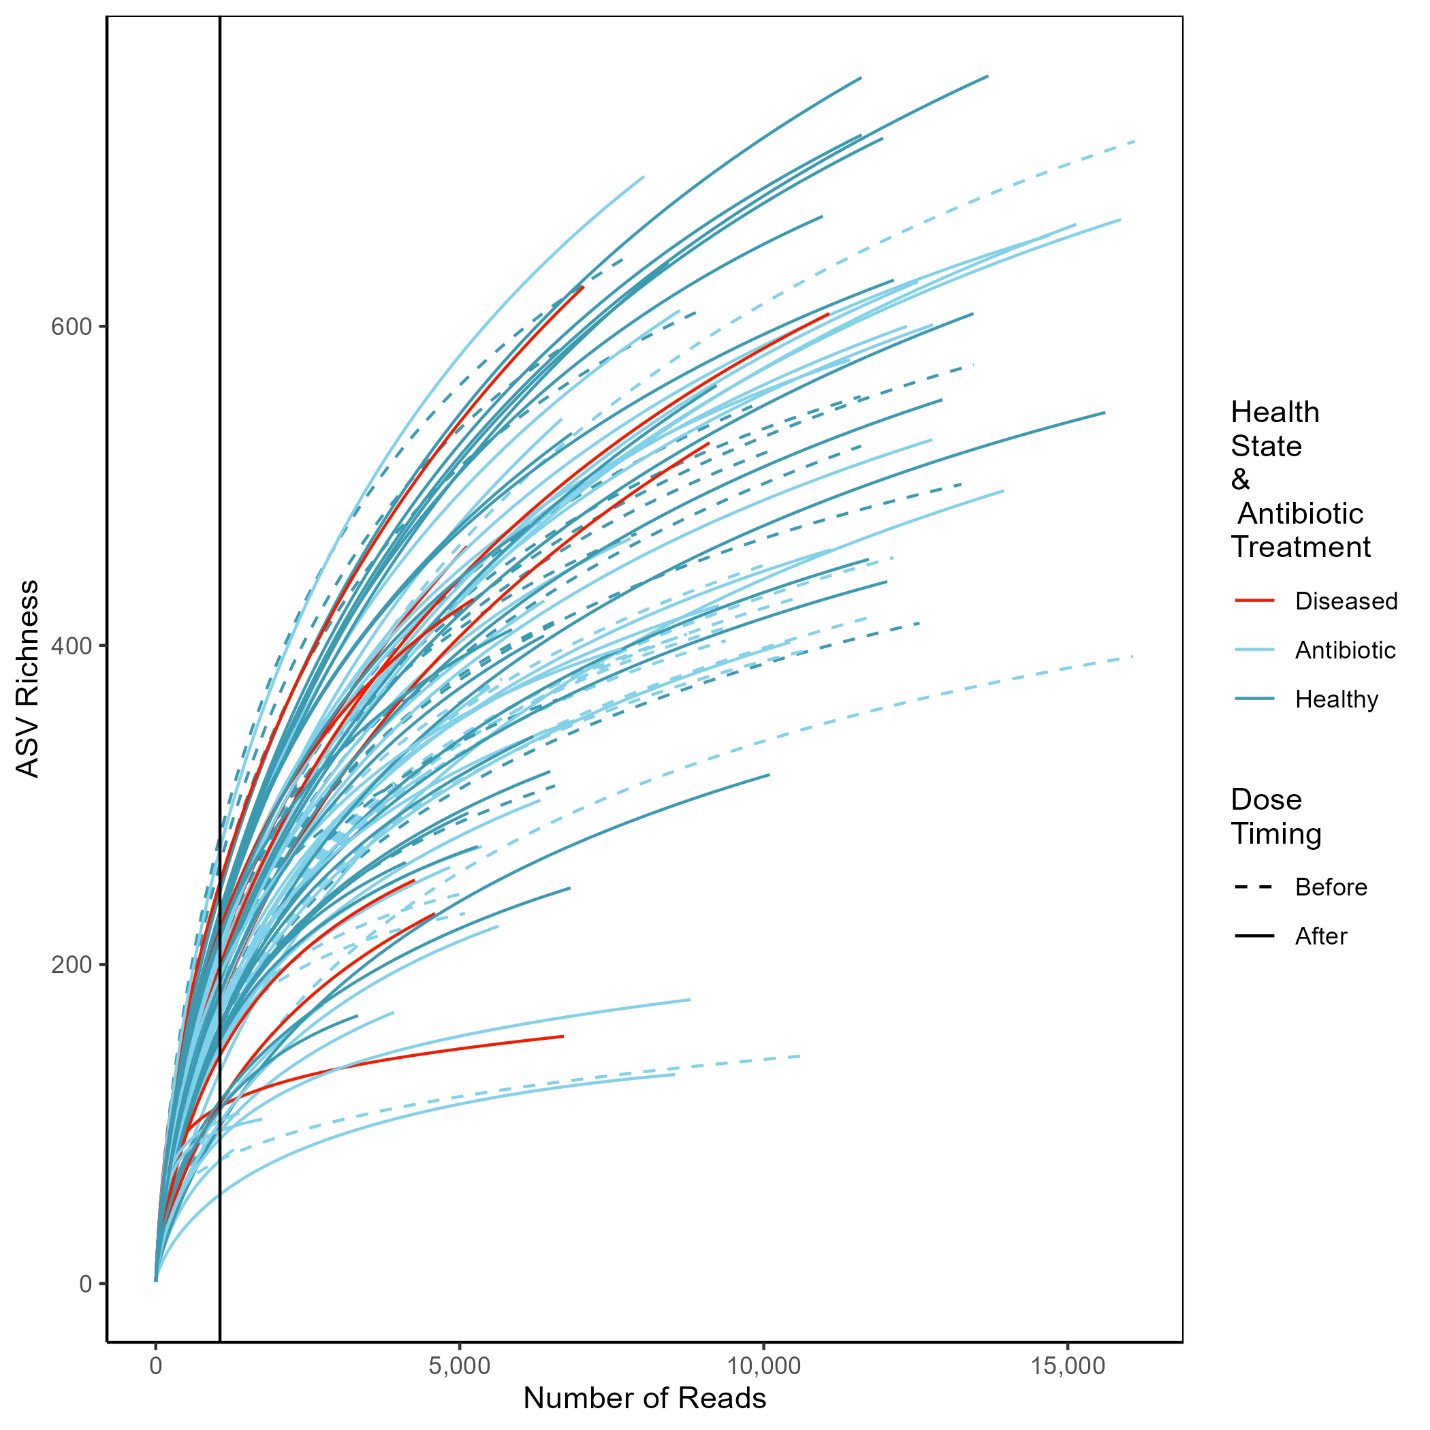 600
400
200
0
ASV Richness
0
5,000
10,000
15,000
Number of Reads
Health
State
&
Antibiotic
Treatment
Diseased
Antibiotic
Healthy
Dose
Timing
Before
After